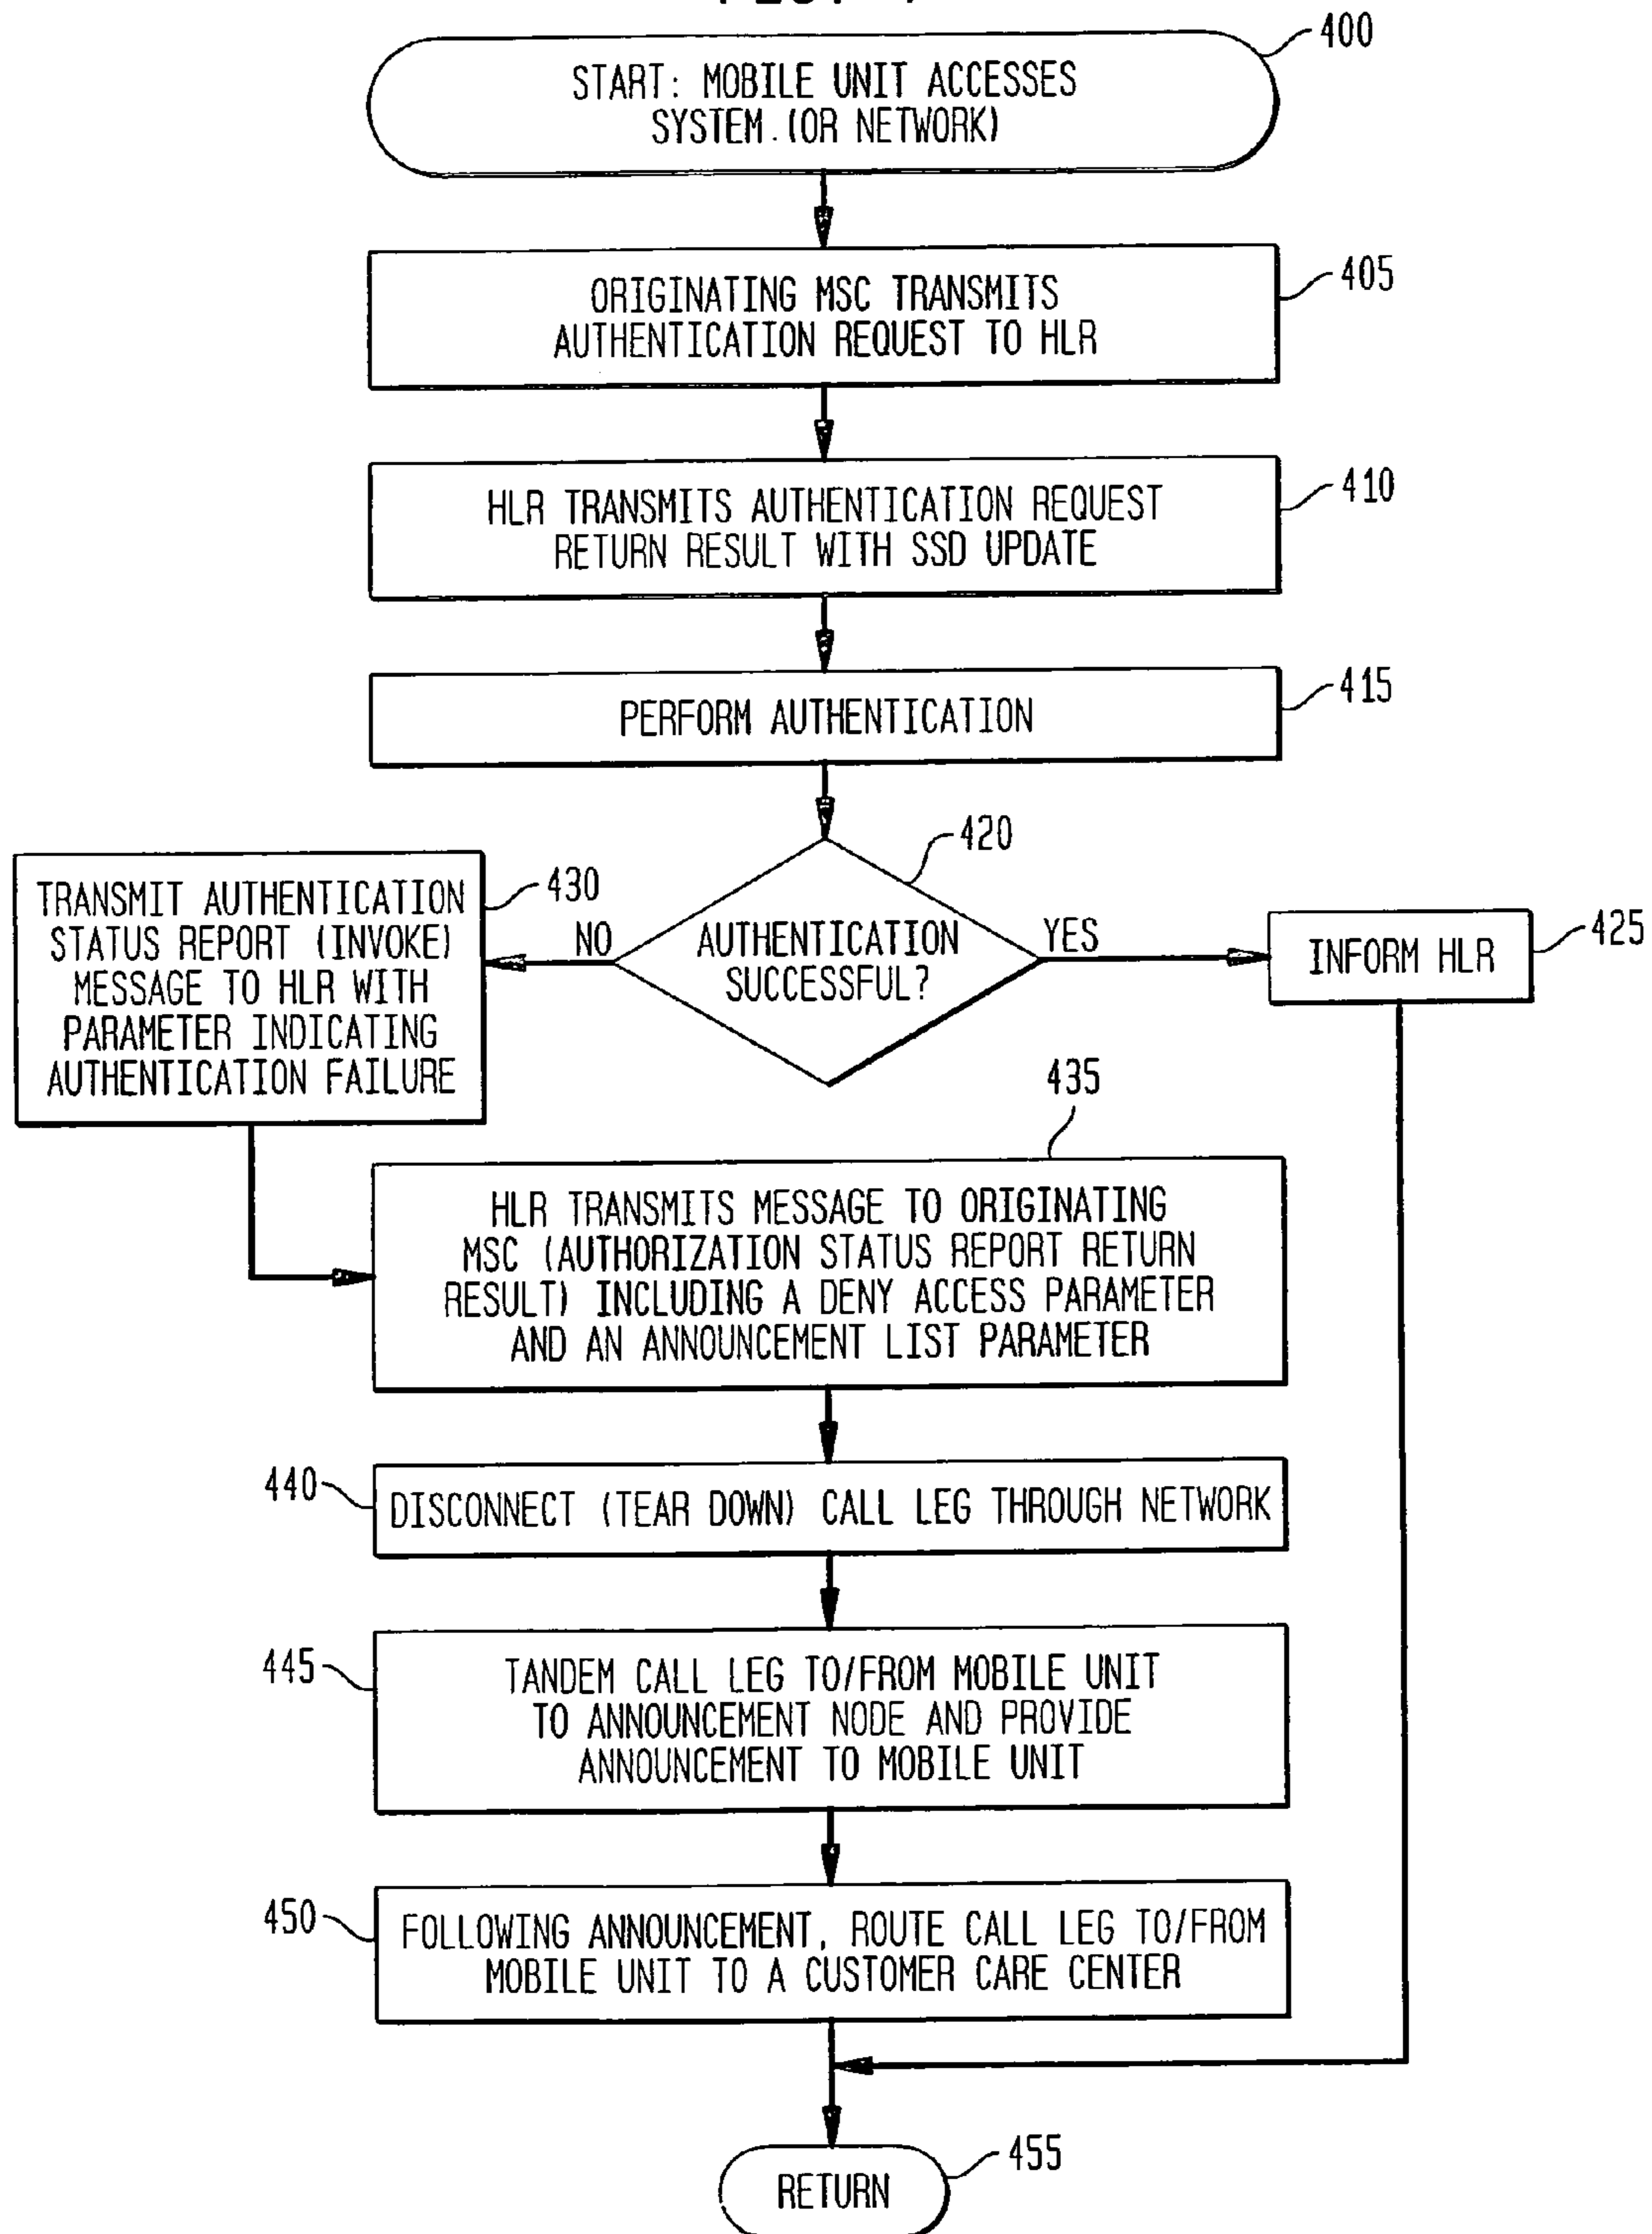 400
START: MOBILE UNIT ACCESSES
SYSTEM.(OR NETWORK)
405
ORIGINATING MSC TRANSMITS
AUTHENTICATION REQUEST TO HLR
410
HLR TRANSMITS AUTHENTICATION REQUEST
RETURN RESULT WITH SSD UPDATE
415
PERFORM AUTHENTICATION
420
AUTHENTICATION
SUCCESSFUL?
NO
YES
430
TRANSMIT AUTHENTICATION
STATUS REPORT (INVOKE)
MESSAGE TO HLR WITH
PARAMETER INDICATING
AUTHENTICATION FAILURE
425
INFORM HLR
435
HLR TRANSMITS MESSAGE TO ORIGINATING
MSC (AUTHORIZATION STATUS REPORT RETURN
RESULT) INCLUDING A DENY ACCESS PARAMETER
AND AN ANNOUNCEMENT LIST PARAMETER
440
DISCONNECT (TEAR DOWN) CALL LEG THROUGH NETWORK
445
TANDEM CALL LEG TO/FROM MOBILE UNIT
TO ANNOUNCEMENT NODE AND PROVIDE
ANNOUNCEMENT TO MOBILE UNIT
450
FOLLOWING ANNOUNCEMENT, ROUTE CALL LEG TO/FROM
MOBILE UNIT TO A CUSTOMER CARE CENTER
455
RETURN